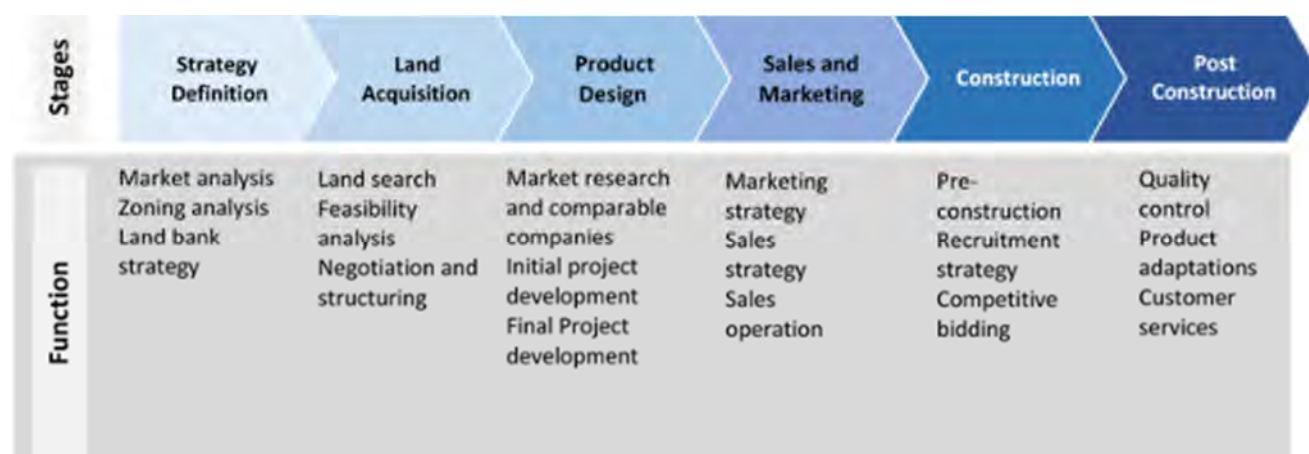 Stages
Strategy
Definition
Land
Acquisition
Product
Design
Sales and
Marketing
Construction
Post
Construction
Function
Market analysis
Zoning analysis
Land bank
strategy
Land search
Feasibility
analysis
Negotiation and
structuring
Market research
and comparable
companies
Initial project
development
Final Project
development
Marketing
strategy
Sales
strategy
Sales
operation
Pre-
construction
Recruitment
strategy
Competitive
bidding
Quality
control
Product
adaptations
Customer
services